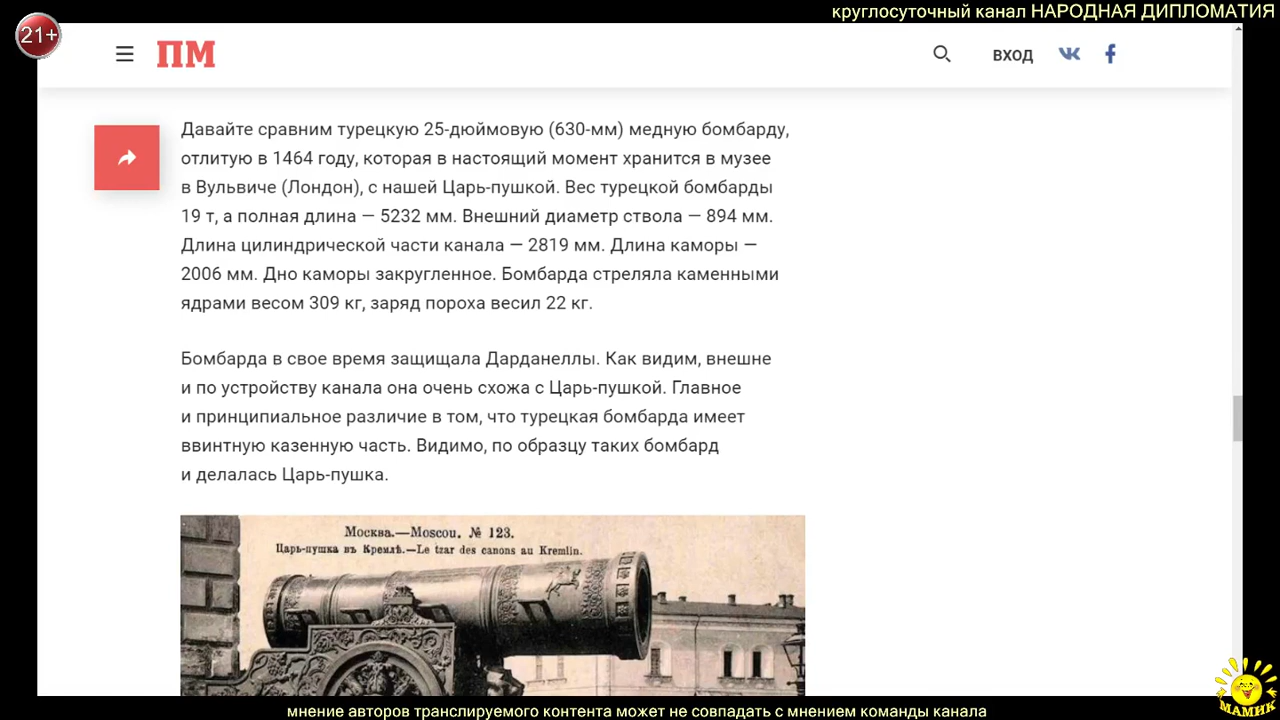 круглосуточный канал НАРОДНАЯ ДИПЛОМАТИЯ
21+
ПМ
ВХОД
Давайте сравним турецкую 25-дюймовую (630-мм) медную бомбарду,
отлитую в 1464 году, которая в настоящий момент хранится в музее
в Вульвиче (Лондон), с нашей Царь-пушкой. Вес турецкой бомбарды
19 т, а полная длина — 5232 мм. Внешний диаметр ствола — 894 мм.
Длина цилиндрической части канала — 2819 мм. Длина каморы —
2006 мм. Дно каморы закругленное. Бомбарда стреляла каменными
ядрами весом 309 кг, заряд пороха весил 22 кг.
Бомбарда в свое время защищала Дарданеллы. Как видим, внешне
и по устройству канала она очень схожа с Царь-пушкой. Главное
и принципиальное различие в том, что турецкая бомбарда имеет
ввинтную казенную часть. Видимо, по образцу таких бомбард
и делалась Царь-пушка.
Москва.—Moscou. № 123.
Царь-пушка въ Кремлѣ.—Le tzar des canons au Kremlin.
МАМИК
мнение авторов транслируемого контента может не совпадать с мнением команды канала